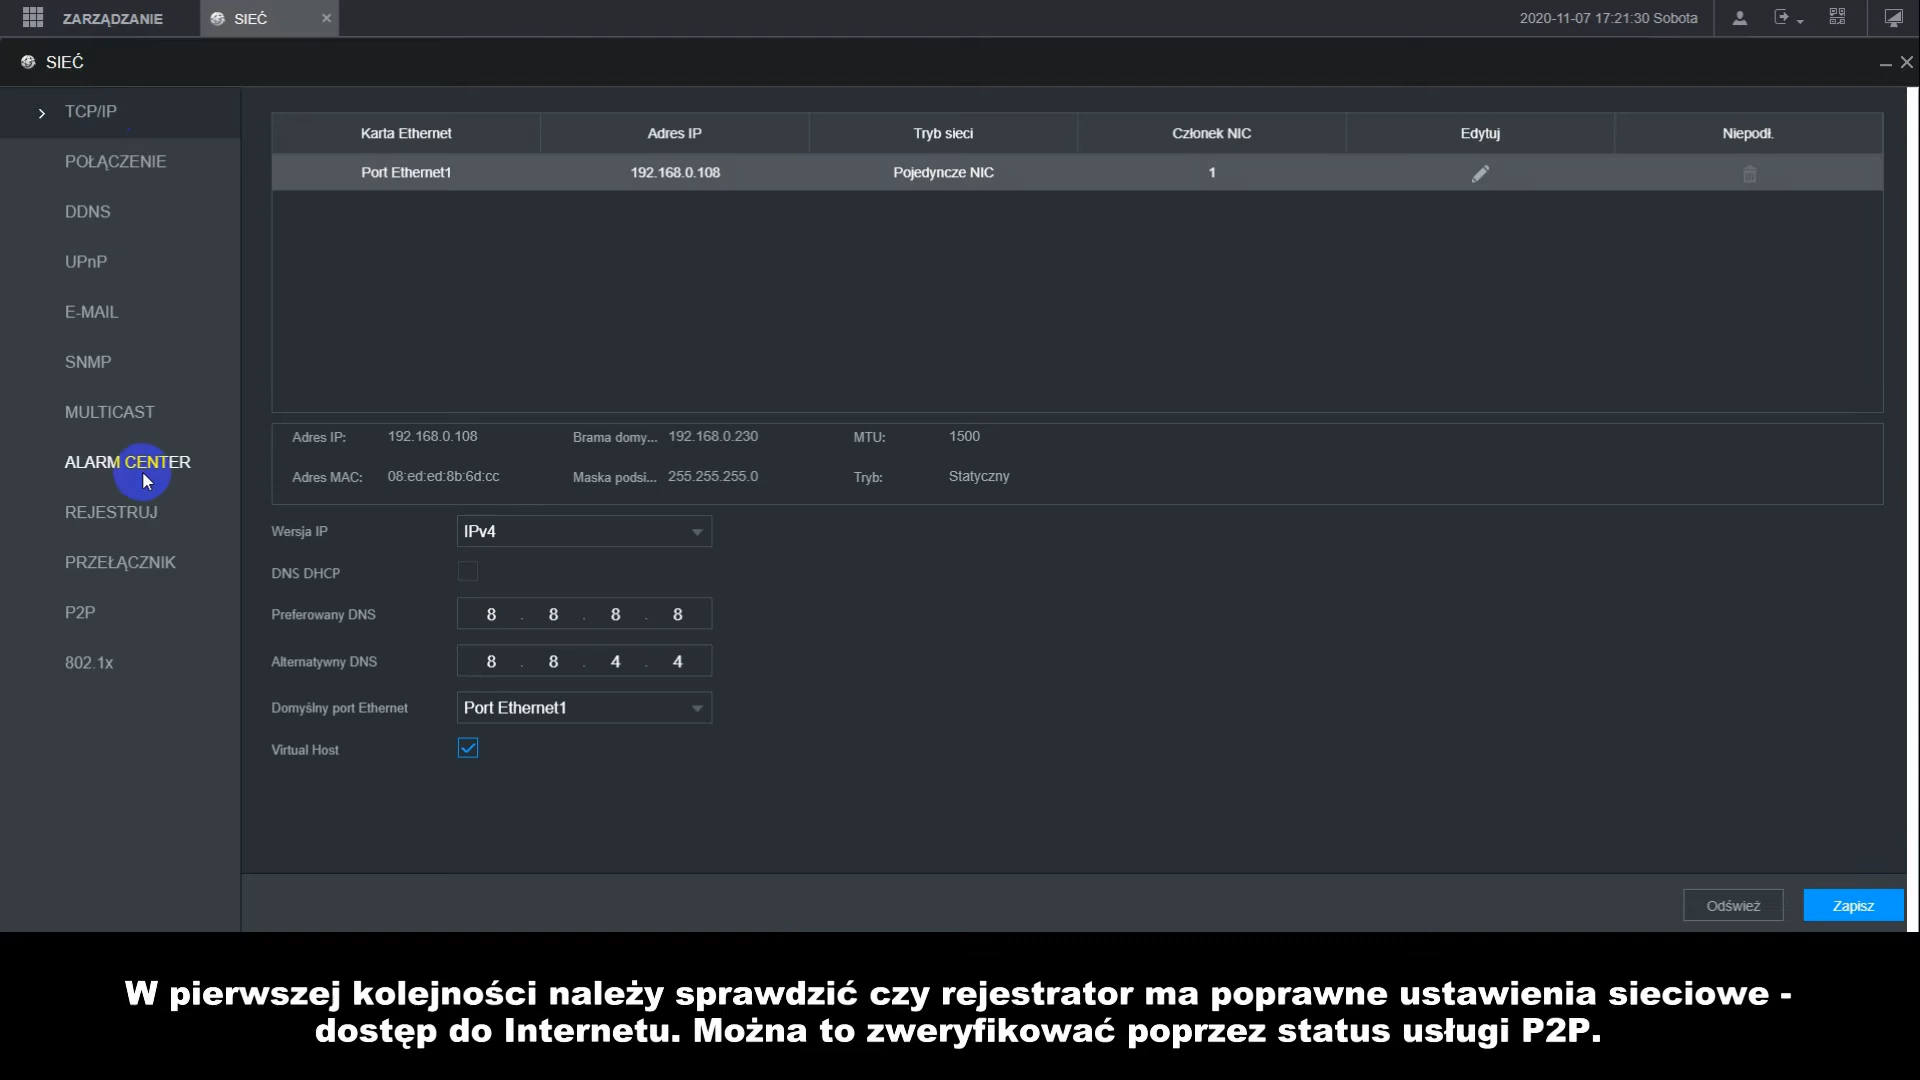 ZARZĄDZANIE
SIEĆ
2020-11-07 17:21:30 Sobota
SIEĆ
TCP/IP
POŁĄCZENIE
DDNS
UPnP
E-MAIL
SNMP
MULTICAST
ALARM CENTER
REJESTRUJ
PRZEŁĄCZNIK
P2P
802.1x
Karta Ethernet Adres IP Tryb sieci Członek NIC Edytuj Niepodł.
Port Ethernet1 192.168.0.108 Pojedyncze NIC 1
Adres IP: 192.168.0.108 Brama domy... 192.168.0.230 MTU: 1500
Adres MAC: 08:ed:ed:8b:6d:cc Maska podsi... 255.255.255.0 Tryb: Statyczny
Wersja IP IPv4
DNS DHCP
Preferowany DNS 8 . 8 . 8 . 8
Alternatywny DNS 8 . 8 . 4 . 4
Domyślny port Ethernet Port Ethernet1
Virtual Host
Odśwież Zapisz
W pierwszej kolejności należy sprawdzić czy rejestrator ma poprawne ustawienia sieciowe -
dostęp do Internetu. Można to zweryfikować poprzez status usługi P2P.